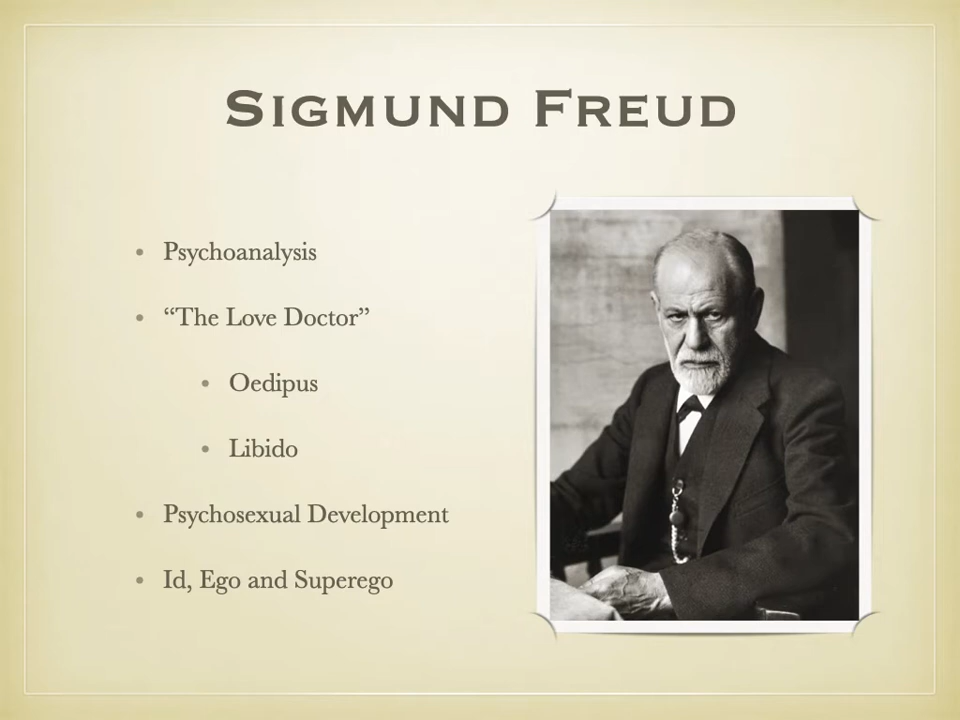 Sigmund Freud
• Psychoanalysis
• “The Love Doctor”
• Oedipus
• Libido
• Psychosexual Development
• Id, Ego and Superego